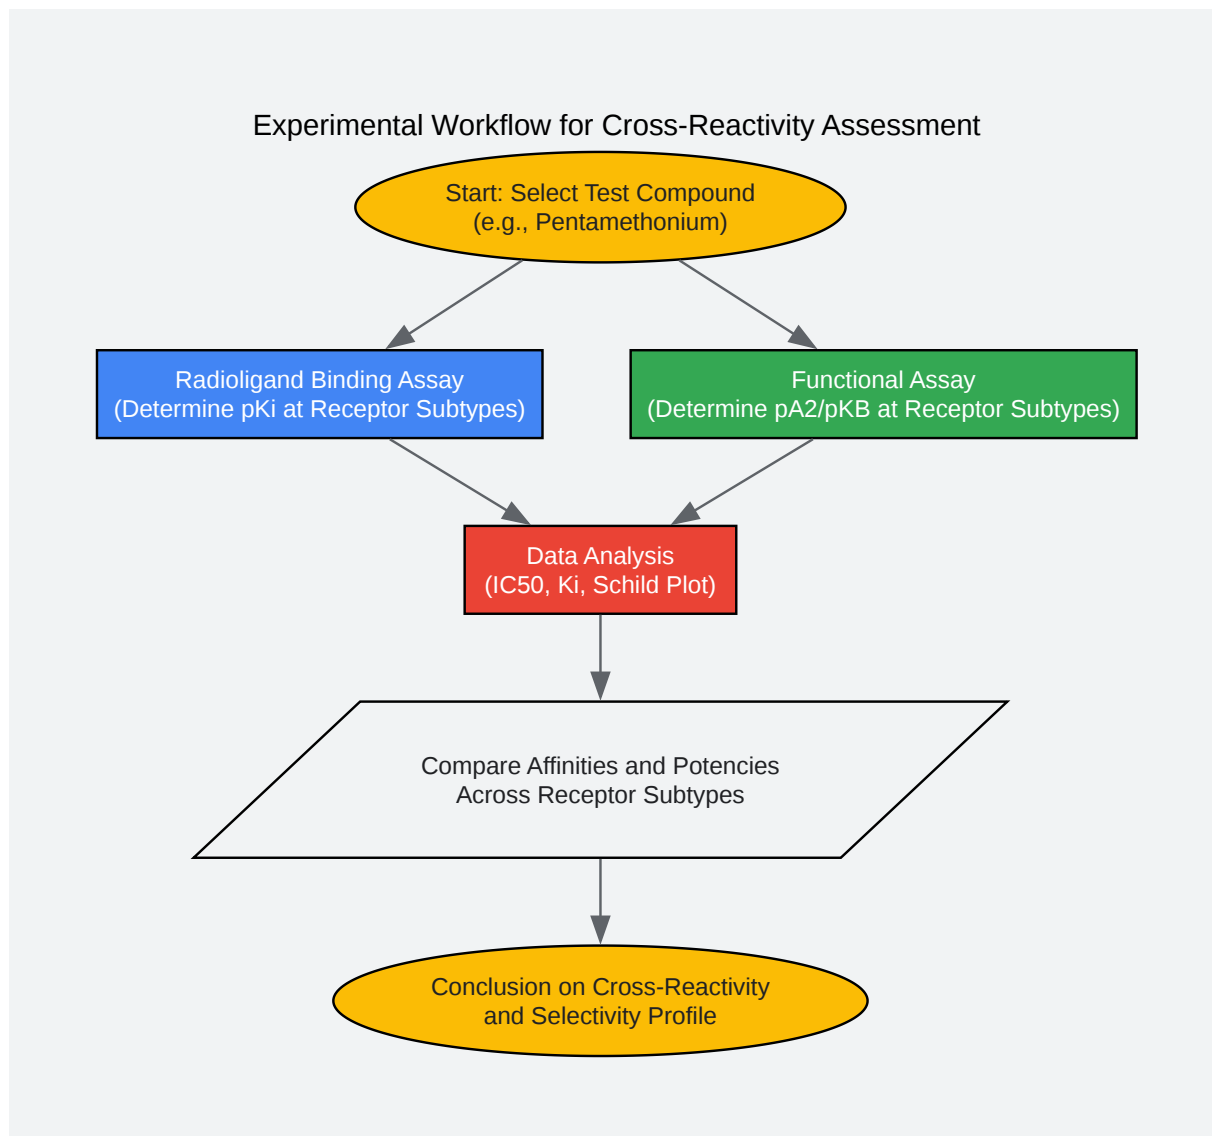 Experimental Workflow for Cross-Reactivity Assessment
Start: Select Test Compound
(e.g., Pentamethonium)
Radioligand Binding Assay
(Determine pKi at Receptor Subtypes)
Functional Assay
(Determine pA2/pKB at Receptor Subtypes)
Data Analysis
(IC50, Ki, Schild Plot)
Compare Affinities and Potencies
Across Receptor Subtypes
Conclusion on Cross-Reactivity
and Selectivity Profile